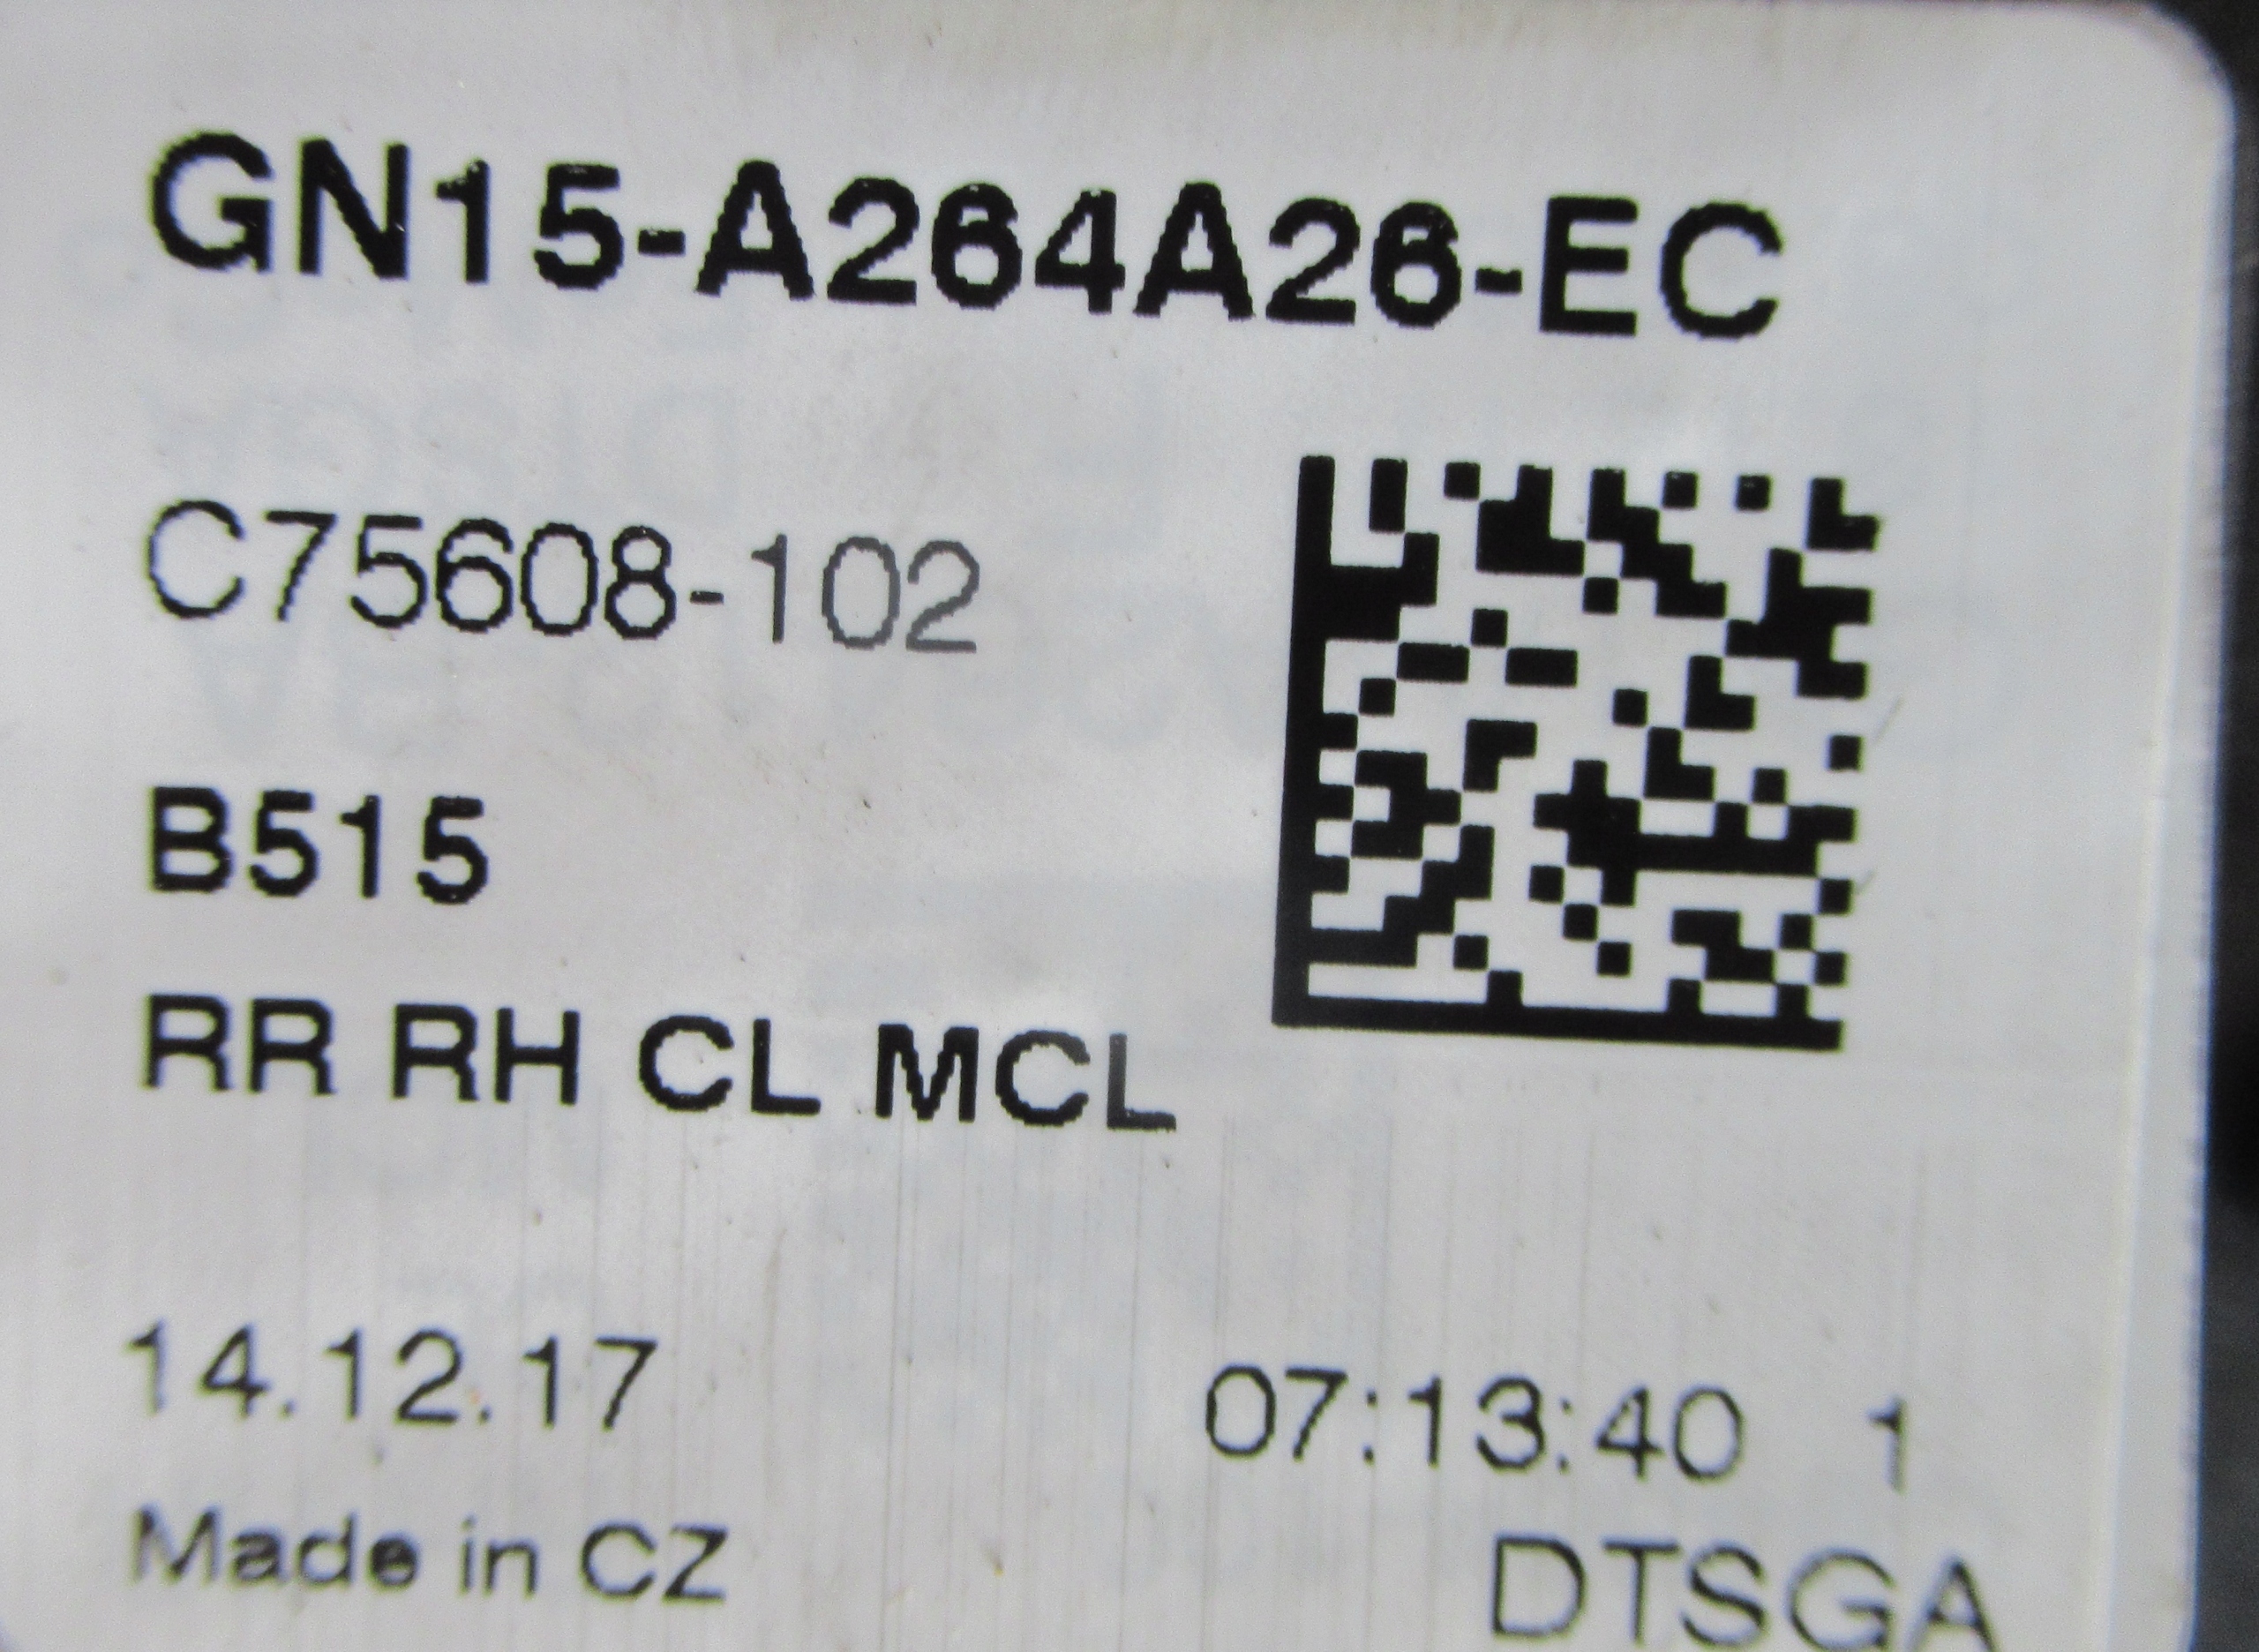 GN15-A264A26-EC
C75608-102
B515
RR RH CL MCL
14.12.17 07:13:40 1
Made in CZ DTSGA